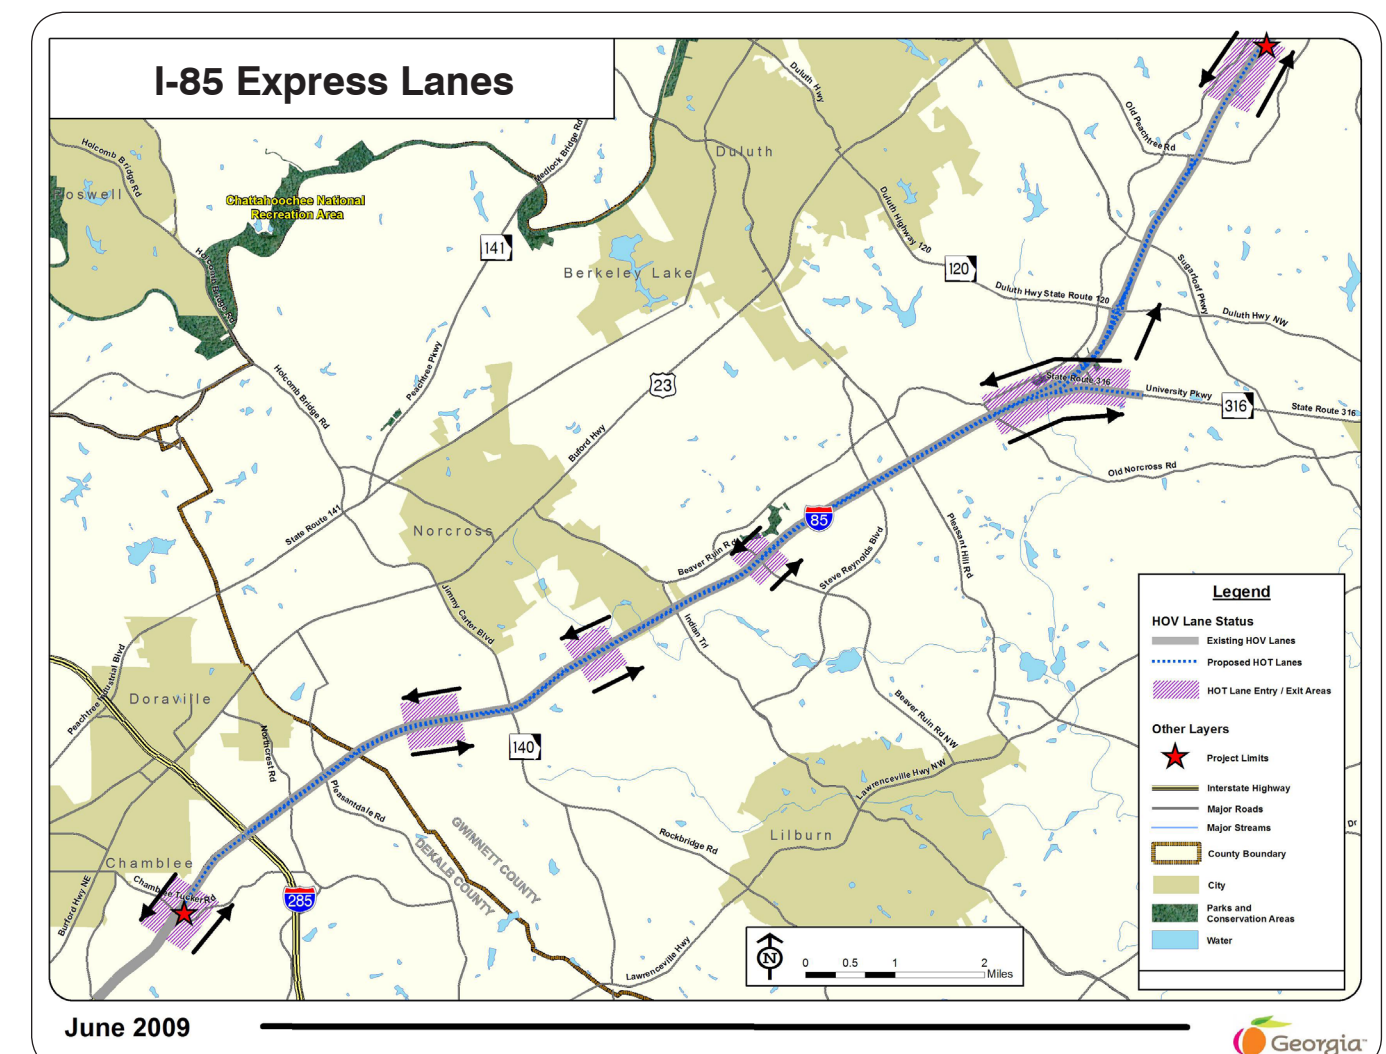 I-85 Express Lanes
Duluth Hwy
Old Peachtree Rd
Holcomb Bridge Rd
Medlock Bridge Rd
Duluth
Chattahoochee National
Recreation Area
Duluth Highway 120
141
Berkeley Lake
120
Sugarloaf Pkwy
Duluth Hwy State Route 120
Duluth Hwy NW
Peachtree Pkwy
23
Holcomb Bridge Rd
State Route 316
University Pkwy
316
State Route 316
Buford Hwy
Old Norcross Rd
State Route 141
Norcross
85
Pleasant Hill Rd
Beaver Ruin Rd
Steve Reynolds Blvd
Jimmy Carter Blvd
Indian Trl
Peachtree Industrial Blvd
Doraville
Northcrest Rd
140
Beaver Ruin Rd NW
Lawrenceville Hwy NW
Pleasantdale Rd
GWINNETT COUNTY
DEKALB COUNTY
Rockbridge Rd
Lilburn
Dr
Chamblee
Chamblee Tucker Rd
285
Burford Hwy NE
Lawrenceville Hwy
Legend
HOV Lane Status
Existing HOV Lanes
Proposed HOT Lanes
HOT Lane Entry / Exit Areas
Other Layers
Project Limits
Interstate Highway
Major Roads
Major Streams
County Boundary
City
Parks and
Conservation Areas
Water
N
0 0.5 1 2
Miles
June 2009
Georgia